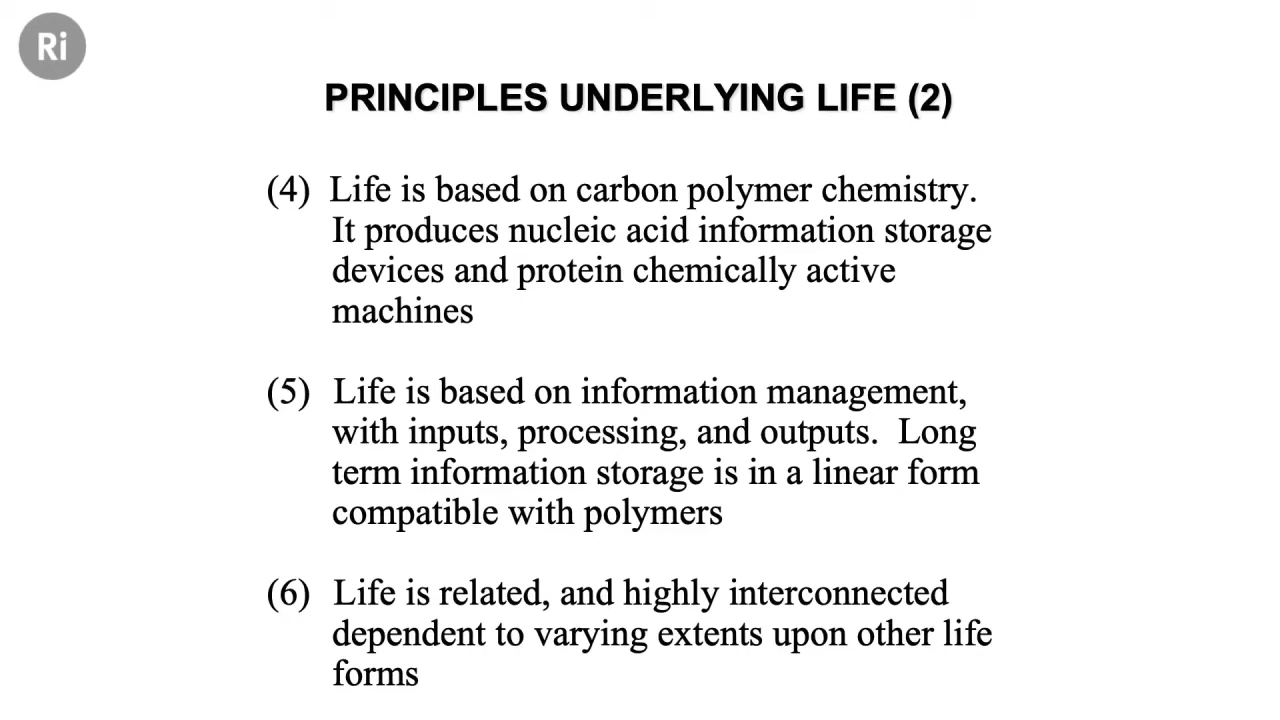 Ri
PRINCIPLES UNDERLYING LIFE (2)
(4) Life is based on carbon polymer chemistry.
It produces nucleic acid information storage
devices and protein chemically active
machines
(5) Life is based on information management,
with inputs, processing, and outputs. Long
term information storage is in a linear form
compatible with polymers
(6) Life is related, and highly interconnected
dependent to varying extents upon other life
forms